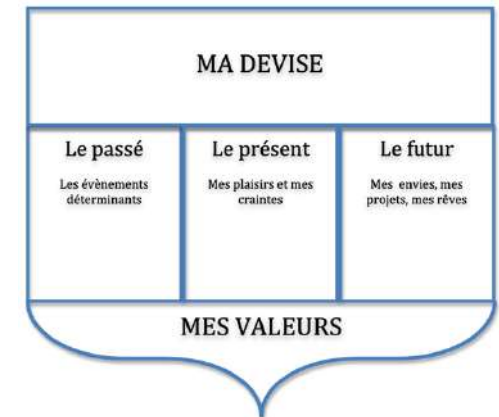 MA DEVISE
Le passé
Les évènements
déterminants
Le présent
Mes plaisirs et mes
craintes
Le futur
Mes envies, mes
projets, mes rêves
MES VALEURS